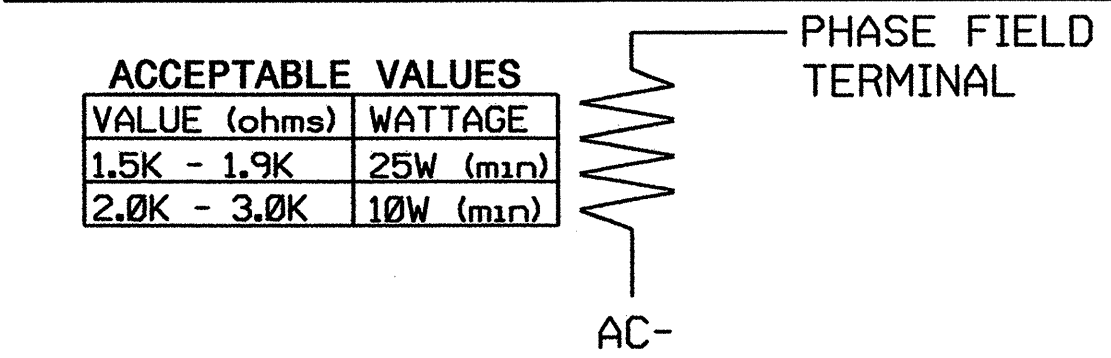 PHASE FIELD
TERMINAL
ACCEPTABLE VALUES
VALUE (ohms) WATTAGE
1.5K - 1.9K 25W (min)
2.0K - 3.0K 10W (min)
AC-